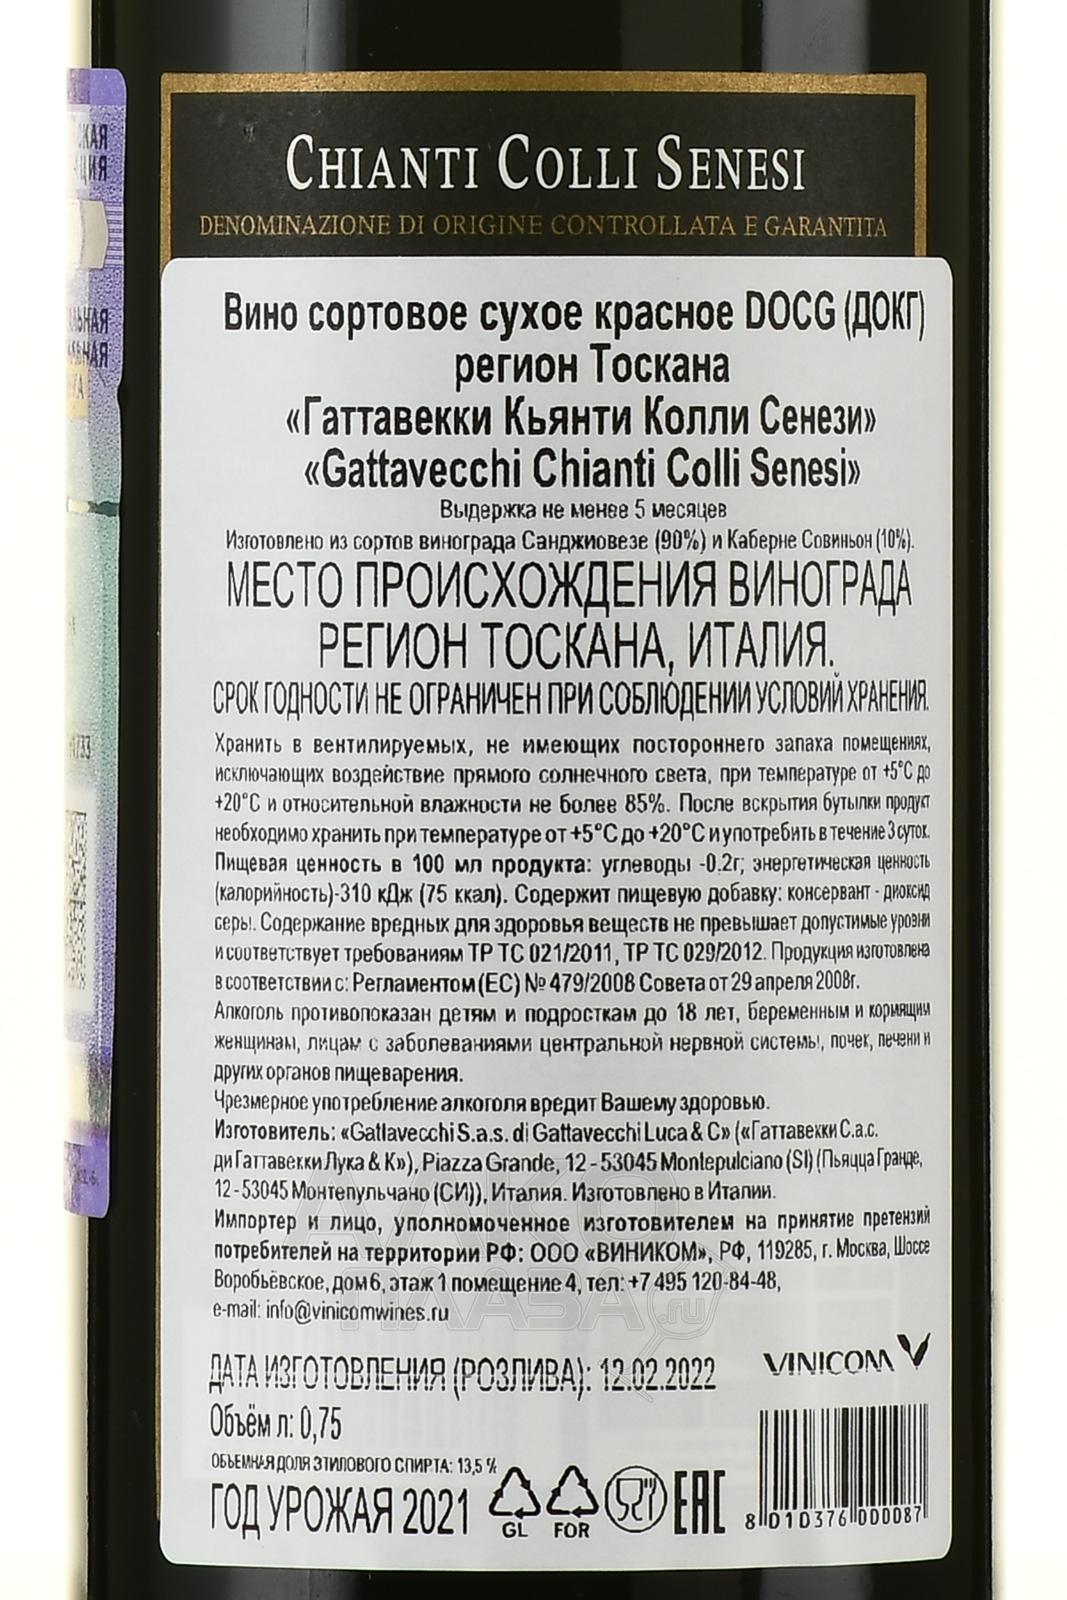 CHIANTI COLLI SENESI
DENOMINAZIONE DI ORIGINE CONTROLLATA E GARANTITA
Вино сортовое сухое красное DOCG (ДОКГ)
регион Тоскана
«Гаттавекки Кьянти Колли Сенези»
«Gattavecchi Chianti Colli Senesi»
Выдержка не менее 5 месяцев
Изготовлено из сортов винограда Санджиовезе (90%) и Каберне Совиньон (10%).
МЕСТО ПРОИСХОЖДЕНИЯ ВИНОГРАДА
РЕГИОН ТОСКАНА, ИТАЛИЯ.
СРОК ГОДНОСТИ НЕ ОГРАНИЧЕН ПРИ СОБЛЮДЕНИИ УСЛОВИЙ ХРАНЕНИЯ.
Хранить в вентилируемых, не имеющих постороннего запаха помещениях,
исключающих воздействие прямого солнечного света, при температуре от +5°С до
+20°С и относительной влажности не более 85%. После вскрытия бутылки продукт
необходимо хранить при температуре от +5°С до +20°С и употребить в течение 3 суток.
Пищевая ценность в 100 мл продукта: углеводы -0,2г; энергетическая ценность
(калорийность)-310 кДж (75 ккал). Содержит пищевую добавку: консервант - диоксид
серы. Содержание вредных для здоровья веществ не превышает допустимые уровни
и соответствует требованиям ТР ТС 021/2011, ТР ТС 029/2012. Продукция изготовлена
в соответствии с: Регламентом (ЕС) № 479/2008 Совета от 29 апреля 2008г.
Алкоголь противопоказан детям и подросткам до 18 лет, беременным и кормящим
женщинам, лицам с заболеваниями центральной нервной системы, почек, печени и
других органов пищеварения.
Чрезмерное употребление алкоголя вредит Вашему здоровью.
Изготовитель: «Gattavecchi S.a.s. di Gattavecchi Luca & C» («Гаттавекки С.а.с.
ди Гаттавекки Лука & К»), Piazza Grande, 12 - 53045 Montepulciano (SI) (Пьяцца Гранде,
12 - 53045 Монтепульчано (СИ)), Италия. Изготовлено в Италии.
Импортер и лицо, уполномоченное изготовителем на принятие претензий
потребителей на территории РФ: ООО «ВИНИКОМ», РФ, 119285, г. Москва, Шоссе
Воробьёвское, дом 6, этаж 1 помещение 4, тел: +7 495 120-84-48,
e-mail: info@vinicomwines.ru
АЛКО
ПЛАЗА.ru
ДАТА ИЗГОТОВЛЕНИЯ (РОЗЛИВА): 12.02.2022
VINICOM
Объём л: 0,75
ОБЪЕМНАЯ ДОЛЯ ЭТИЛОВОГО СПИРТА: 13,5 %
ГОД УРОЖАЯ 2021
GL
FOR
EAC
8 010376 000087